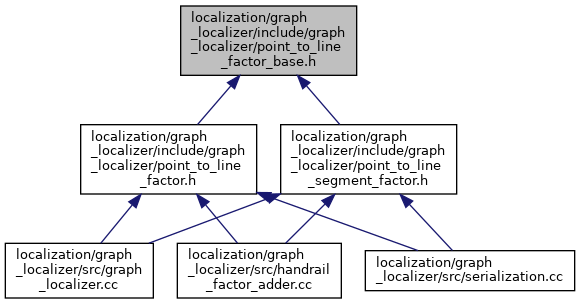 localization/graph
_localizer/include/graph
_localizer/point_to_line
_factor_base.h
localization/graph
_localizer/include/graph
_localizer/point_to_line
_factor.h
localization/graph
_localizer/include/graph
_localizer/point_to_line
_segment_factor.h
localization/graph
_localizer/src/graph
_localizer.cc
localization/graph
_localizer/src/handrail
_factor_adder.cc
localization/graph
_localizer/src/serialization.cc